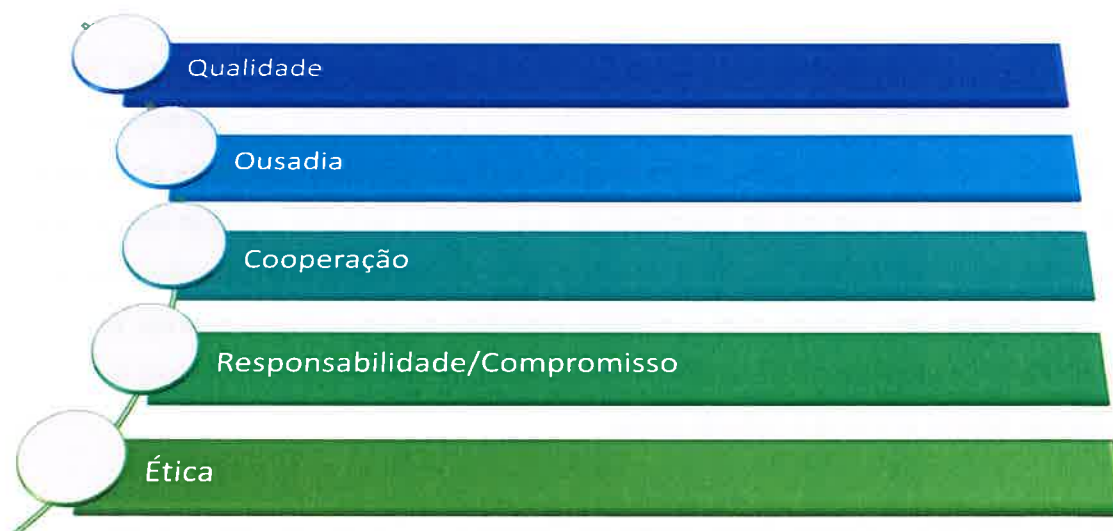 Qualidade
Ousadia
Cooperação
Responsabilidade/Compromisso
Ética